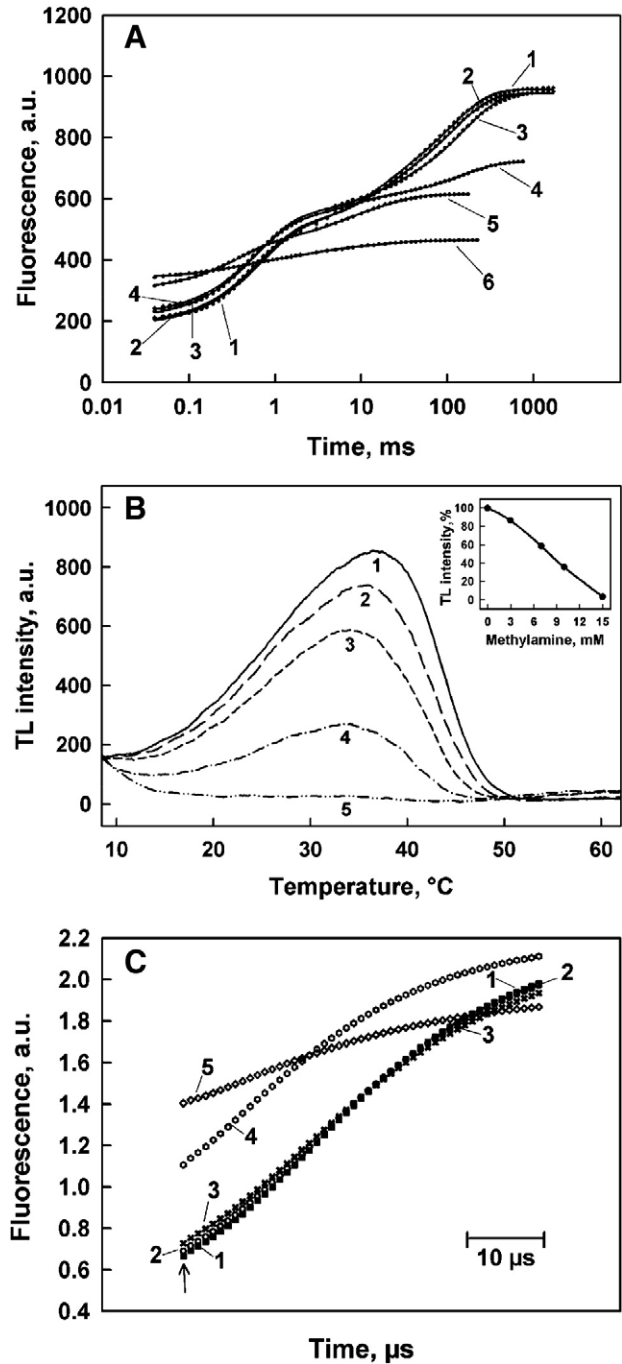 A
Fluorescence, a.u.
1200
1000
800
600
400
200
0
2 1
3
4
5
6
4
2 3 1
0.01 0.1 1 10 100 1000
Time, ms
B
TL intensity, a.u.
1000
800
600
400
200
0
1
2
3
4
5
TL intensity,%
100
80
60
40
20
0
0 3 6 9 12 15
Methylamine, mM
10 20 30 40 50 60
Temperature, °C
C
Fluorescence, a.u.
2.2
2.0
1.8
1.6
1.4
1.2
1.0
0.8
0.6
0.4
1 2
3
5
4
3
2 1
10 µs
Time, µs